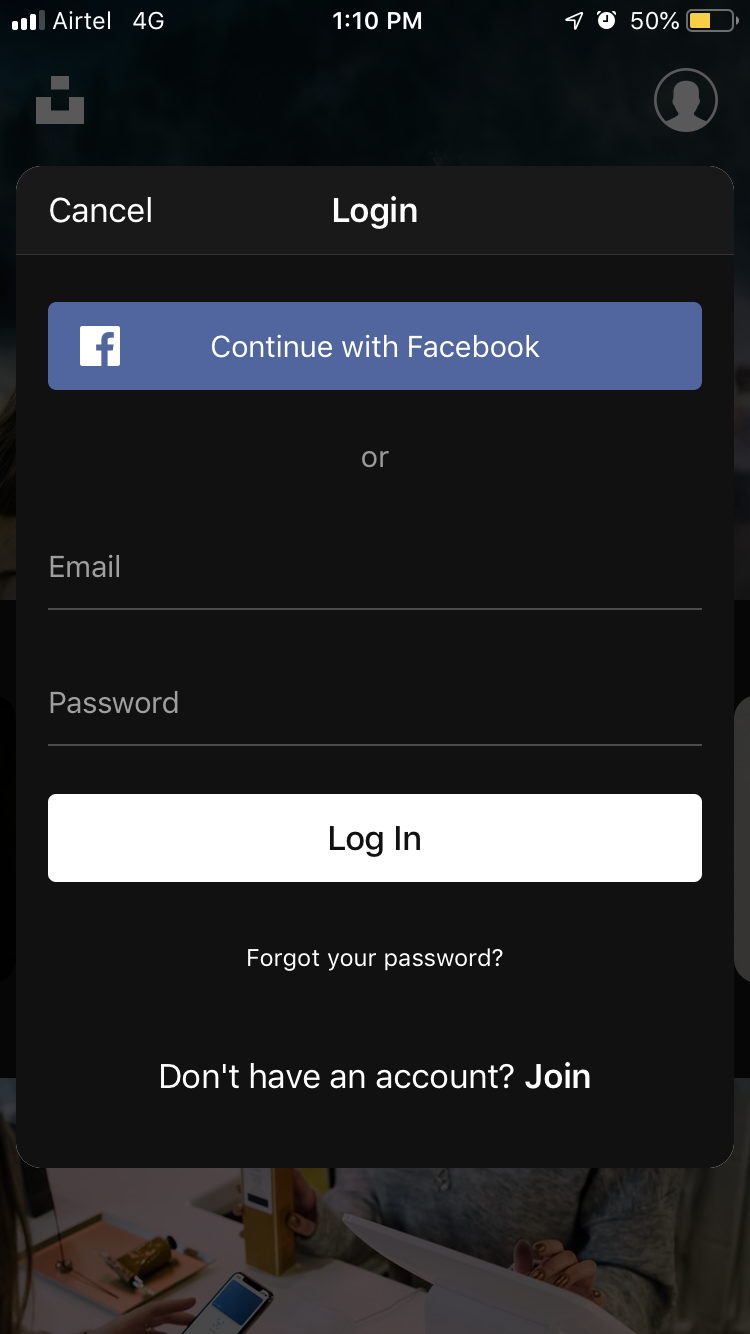 Airtel 4G 1:10 PM 50%
Cancel Login
Continue with Facebook
or
Email
Password
Log In
Forgot your password?
Don't have an account? Join